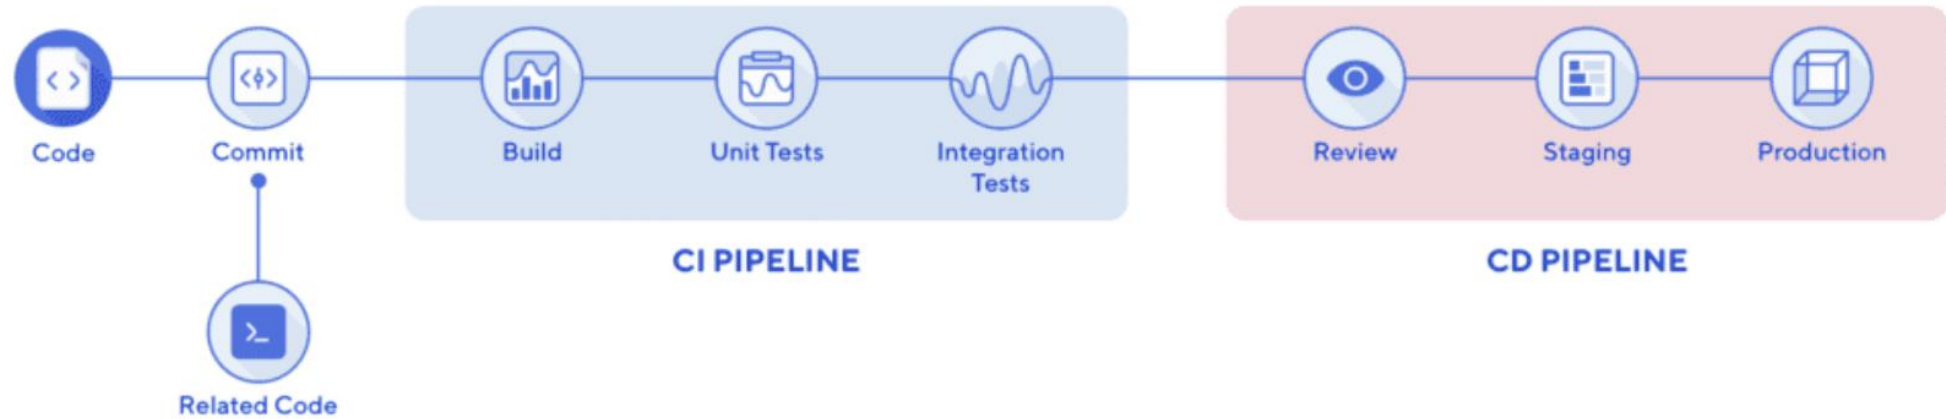 Code
Commit
Build
Unit Tests
Integration
Tests
Review
Staging
Production
CI PIPELINE
CD PIPELINE
Related Code